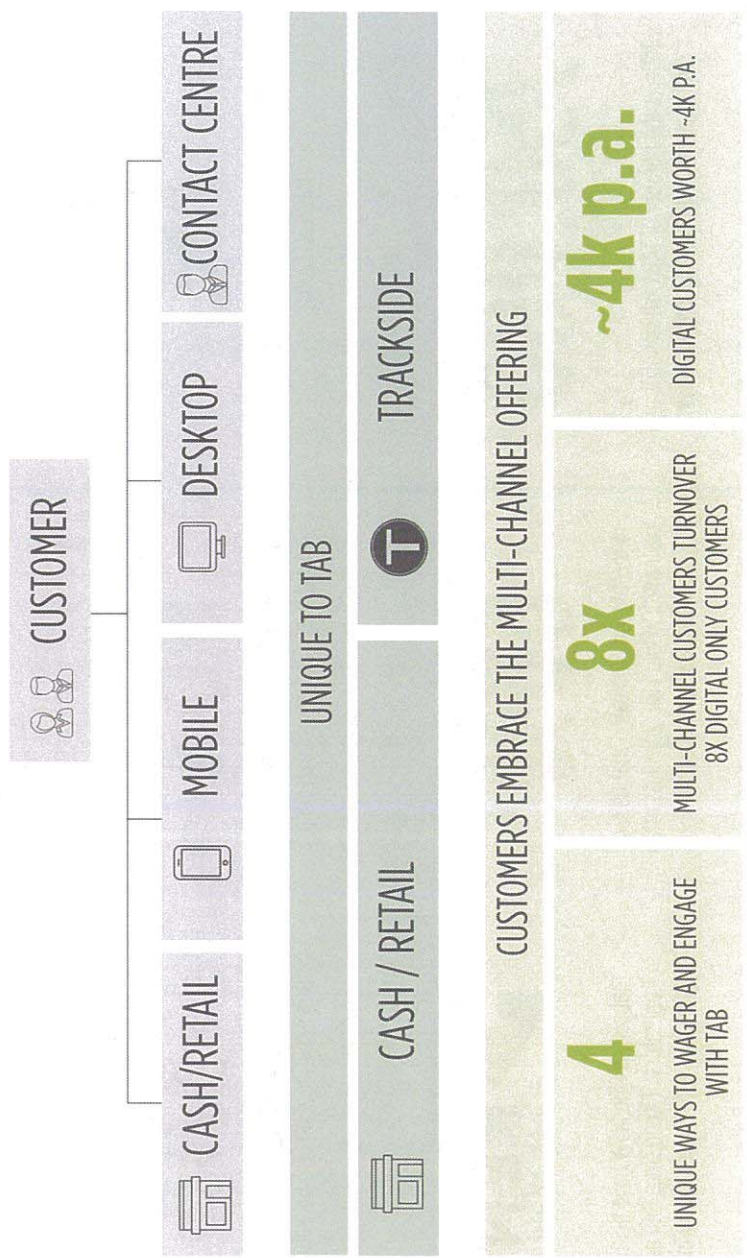 CUSTOMER
CASH/RETAIL
MOBILE
DESKTOP
CONTACT CENTRE
UNIQUE TO TAB
CASH / RETAIL
T
TRACKSIDE
CUSTOMERS EMBRACE THE MULTI-CHANNEL OFFERING
4
UNIQUE WAYS TO WAGER AND ENGAGE
WITH TAB
8x
MULTI-CHANNEL CUSTOMERS TURNOVER
8X DIGITAL ONLY CUSTOMERS
~4k p.a.
DIGITAL CUSTOMERS WORTH ~4K P.A.